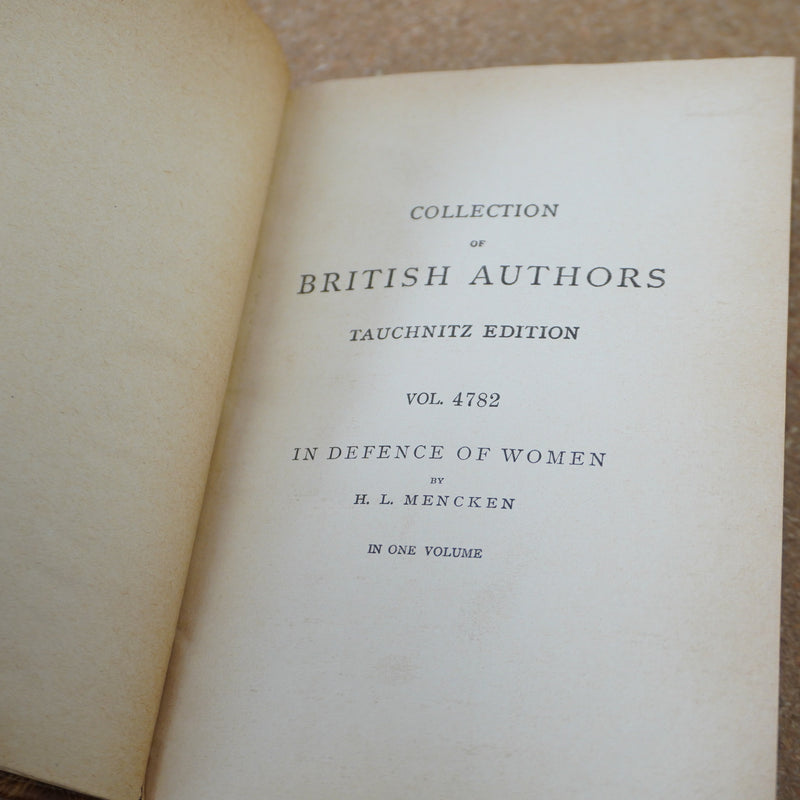 COLLECTION
OF
BRITISH AUTHORS
TAUCHNITZ EDITION
VOL. 4782
IN DEFENCE OF WOMEN
BY
H. L. MENCKEN
IN ONE VOLUME